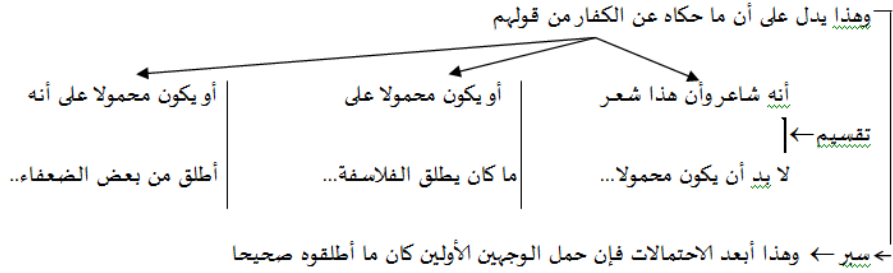 وهذا يدل على أن ما حكاه عن الكفار من قولهم
أنه شاعر وأن هذا شعر
أو يكون محمولا على
أو يكون محمولا على أنه
تقسيم ←
لا بد أن يكون محمولا...
ما كان يطلق الفلاسفة...
أطلق من بعض الضعفاء..
سبر ← وهذا أبعد الاحتمالات فإن حمل الوجهين الأولين كان ما أطلقوه صحيحا